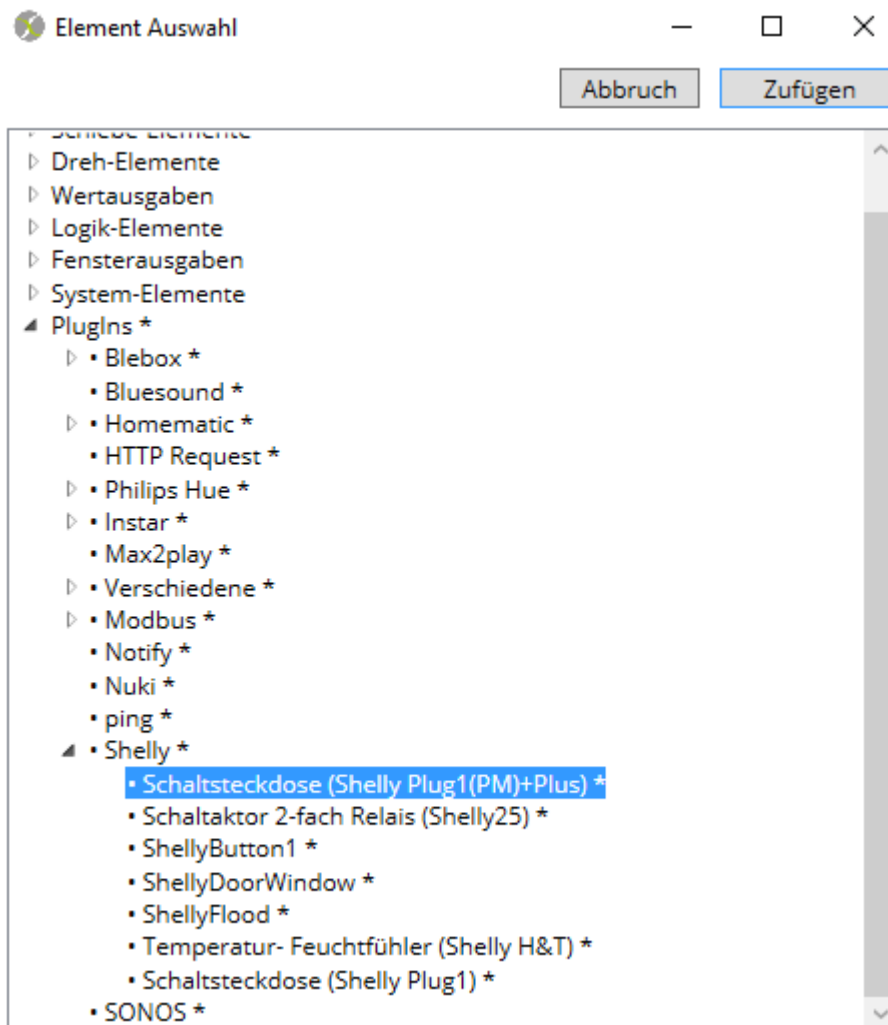 Element Auswahl
Abbruch
Zufügen
Schiebe-Elemente
Dreh-Elemente
Wertausgaben
Logik-Elemente
Fensterausgaben
System-Elemente
PlugIns *
• Blebox *
• Bluesound *
• Homematic *
• HTTP Request *
• Philips Hue *
• Instar *
• Max2play *
• Verschiedene *
• Modbus *
• Notify *
• Nuki *
• ping *
• Shelly *
• Schaltsteckdose (Shelly Plug1(PM)+Plus) *
• Schaltaktor 2-fach Relais (Shelly25) *
• ShellyButton1 *
• ShellyDoorWindow *
• ShellyFlood *
• Temperatur- Feuchtfühler (Shelly H&T) *
• Schaltsteckdose (Shelly Plug1) *
• SONOS *